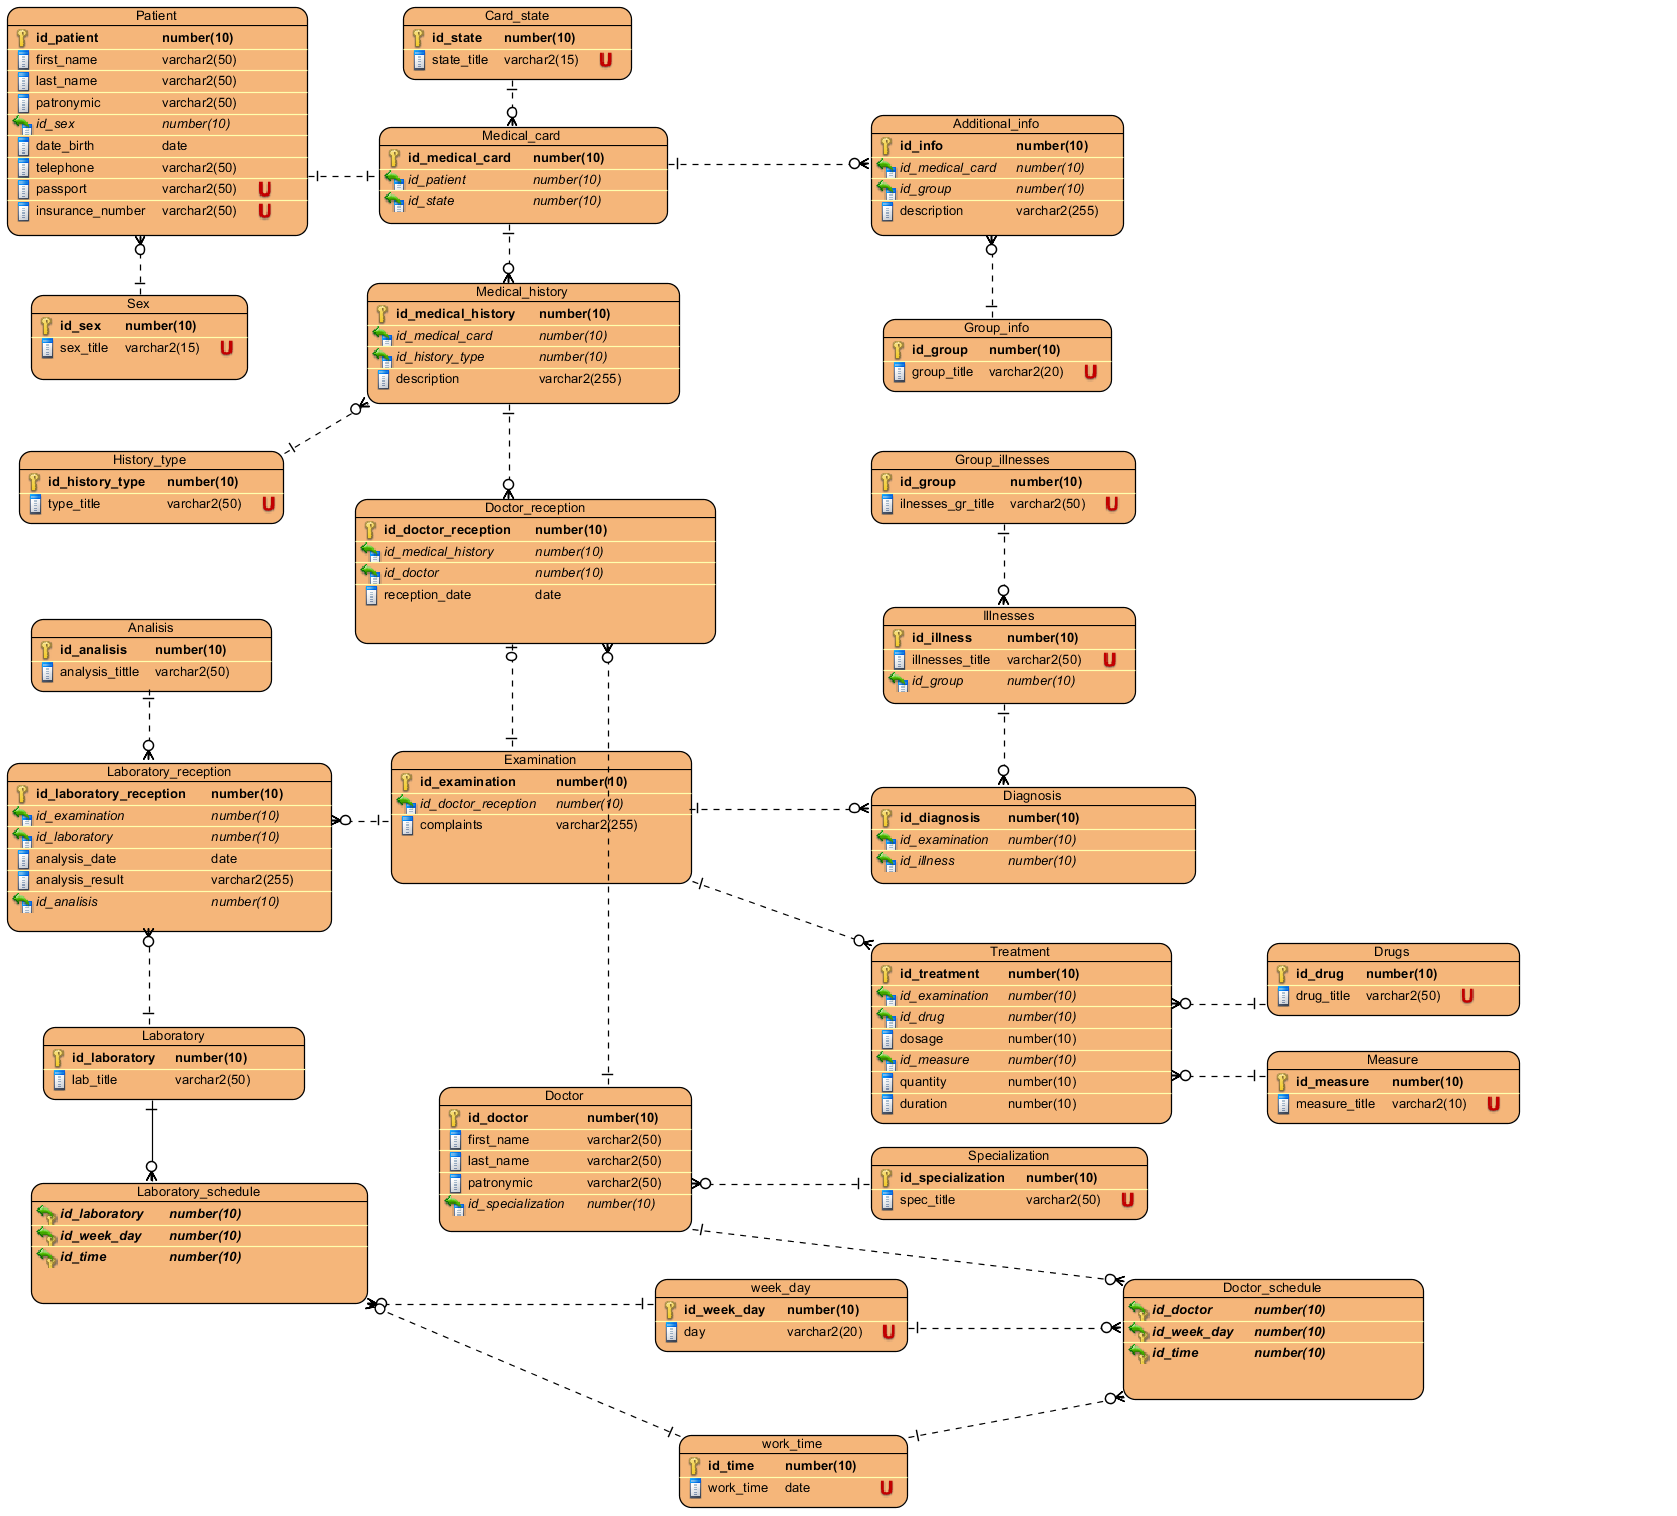 Patient
id_patient number(10)
first_name varchar2(50)
last_name varchar2(50)
patronymic varchar2(50)
id_sex number(10)
date_birth date
telephone varchar2(50)
passport varchar2(50) U
insurance_number varchar2(50) U
Card_state
id_state number(10)
state_title varchar2(15) U
Medical_card
id_medical_card number(10)
id_patient number(10)
id_state number(10)
Additional_info
id_info number(10)
id_medical_card number(10)
id_group number(10)
description varchar2(255)
Sex
id_sex number(10)
sex_title varchar2(15) U
Medical_history
id_medical_history number(10)
id_medical_card number(10)
id_history_type number(10)
description varchar2(255)
Group_info
id_group number(10)
group_title varchar2(20) U
History_type
id_history_type number(10)
type_title varchar2(50) U
Doctor_reception
id_doctor_reception number(10)
id_medical_history number(10)
id_doctor number(10)
reception_date date
Group_illnesses
id_group number(10)
ilnesses_gr_title varchar2(50) U
Illnesses
id_illness number(10)
illnesses_title varchar2(50) U
id_group number(10)
Analisis
id_analisis number(10)
analysis_tittle varchar2(50)
Laboratory_reception
id_laboratory_reception number(10)
id_examination number(10)
id_laboratory number(10)
analysis_date date
analysis_result varchar2(255)
id_analisis number(10)
Examination
id_examination number(10)
id_doctor_reception number(10)
complaints varchar2(255)
Diagnosis
id_diagnosis number(10)
id_examination number(10)
id_illness number(10)
Treatment
id_treatment number(10)
id_examination number(10)
id_drug number(10)
dosage number(10)
id_measure number(10)
quantity number(10)
duration number(10)
Drugs
id_drug number(10)
drug_title varchar2(50) U
Measure
id_measure number(10)
measure_title varchar2(10) U
Laboratory
id_laboratory number(10)
lab_title varchar2(50)
Doctor
id_doctor number(10)
first_name varchar2(50)
last_name varchar2(50)
patronymic varchar2(50)
id_specialization number(10)
Specialization
id_specialization number(10)
spec_title varchar2(50) U
Laboratory_schedule
id_laboratory number(10)
id_week_day number(10)
id_time number(10)
week_day
id_week_day number(10)
day varchar2(20) U
Doctor_schedule
id_doctor number(10)
id_week_day number(10)
id_time number(10)
work_time
id_time number(10)
work_time date U